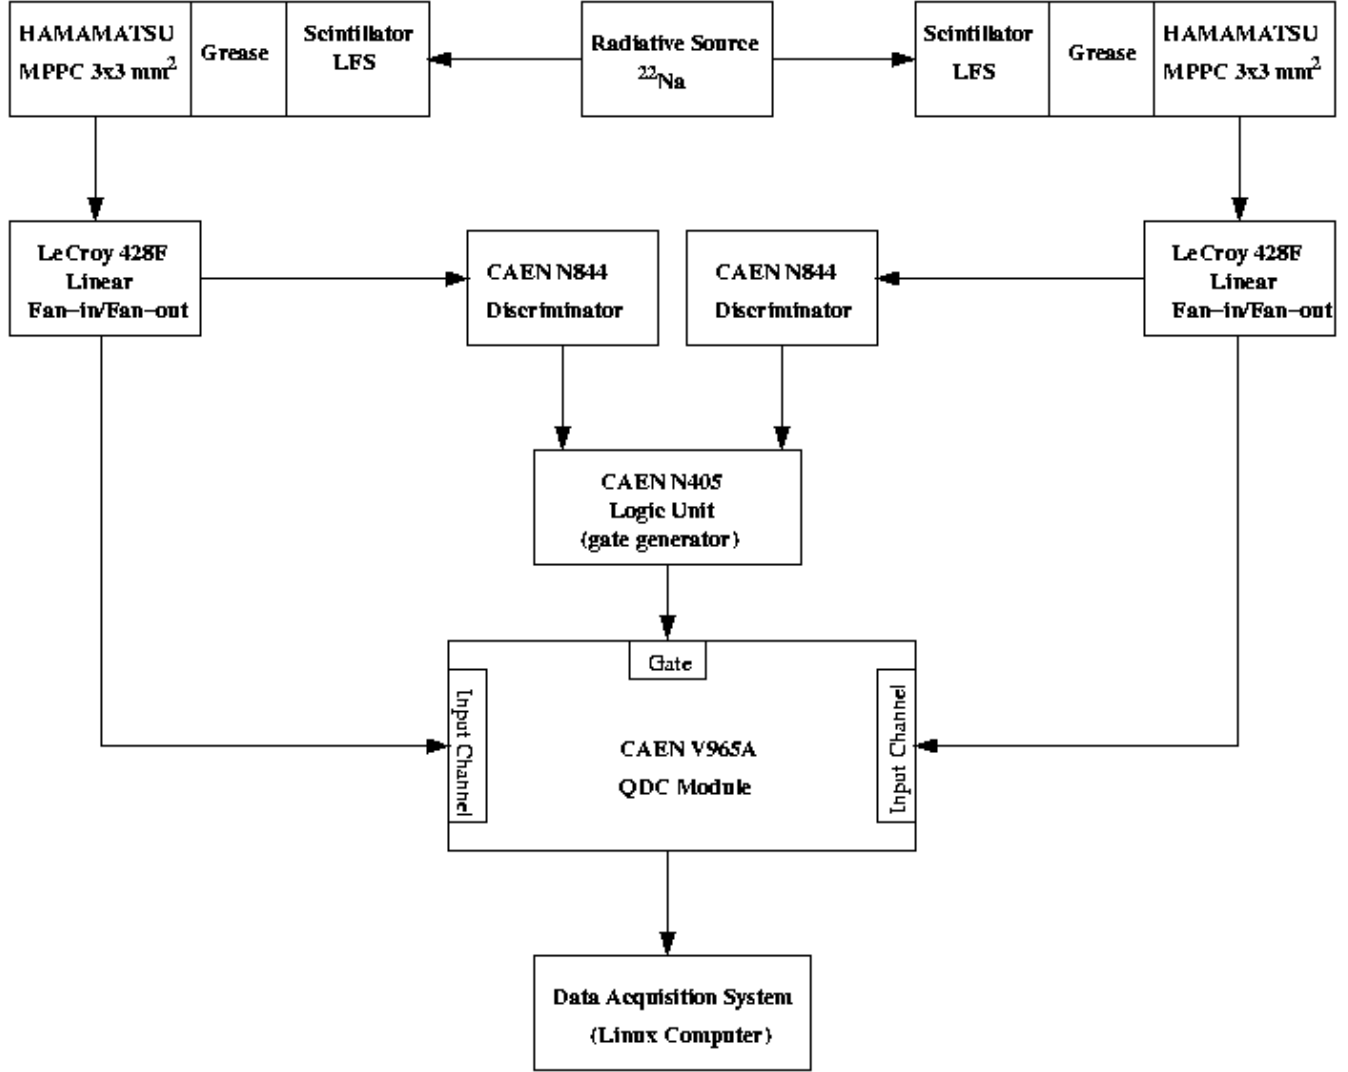 HAMAMATSU
MPPC 3x3 mm²
Grease
Scintillator
LFS
Radiative Source
²²Na
Scintillator
LFS
Grease
HAMAMATSU
MPPC 3x3 mm²
LeCroy 428F
Linear
Fan−in/Fan−out
CAEN N844
Discriminator
CAEN N844
Discriminator
LeCroy 428F
Linear
Fan−in/Fan−out
CAEN N405
Logic Unit
(gate generator)
Gate
Input Channel
CAEN V965A
QDC Module
Input Channel
Data Acquisition System
(Linux Computer)